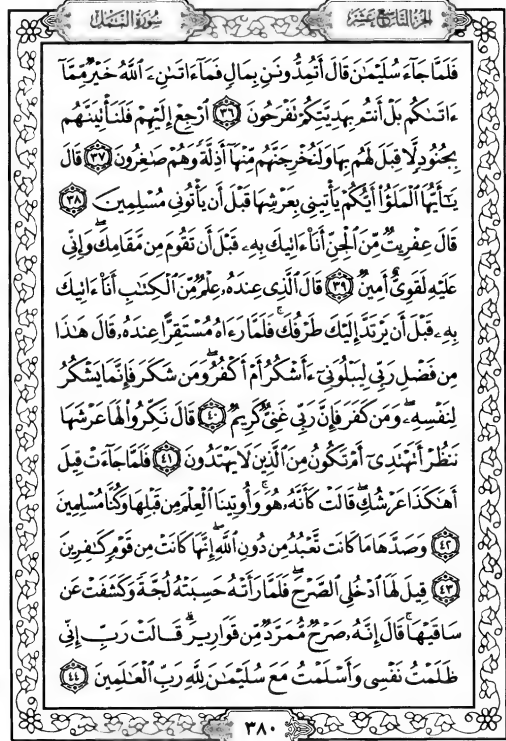 الجزء التاسع عشر
سورة النمل
فَلَمَّا جَآءَ سُلَيْمَٰنَ قَالَ أَتُمِدُّونَنِ بِمَالٍ فَمَآ ءَاتَىٰنِۦَ ٱللَّهُ خَيْرٌ مِّمَّآ
ءَاتَىٰكُم بَلْ أَنتُم بِهَدِيَّتِكُمْ تَفْرَحُونَ ٣٦ ٱرْجِعْ إِلَيْهِمْ فَلَنَأْتِيَنَّهُم
بِجُنُودٍ لَّا قِبَلَ لَهُم بِهَا وَلَنُخْرِجَنَّهُم مِّنْهَآ أَذِلَّةً وَهُمْ صَٰغِرُونَ ٣٧ قَالَ
يَٰٓأَيُّهَا ٱلْمَلَؤُا۟ أَيُّكُمْ يَأْتِينِى بِعَرْشِهَا قَبْلَ أَن يَأْتُونِى مُسْلِمِينَ ٣٨
قَالَ عِفْرِيتٌ مِّنَ ٱلْجِنِّ أَنَا۠ ءَاتِيكَ بِهِۦ قَبْلَ أَن تَقُومَ مِن مَّقَامِكَ ۖ وَإِنِّى
عَلَيْهِ لَقَوِىٌّ أَمِينٌ ٣٩ قَالَ ٱلَّذِى عِندَهُۥ عِلْمٌ مِّنَ ٱلْكِتَٰبِ أَنَا۠ ءَاتِيكَ
بِهِۦ قَبْلَ أَن يَرْتَدَّ إِلَيْكَ طَرْفُكَ ۚ فَلَمَّا رَءَاهُ مُسْتَقِرًّا عِندَهُۥ قَالَ هَٰذَا
مِن فَضْلِ رَبِّى لِيَبْلُوَنِىٓ ءَأَشْكُرُ أَمْ أَكْفُرُ ۖ وَمَن شَكَرَ فَإِنَّمَا يَشْكُرُ
لِنَفْسِهِۦ ۖ وَمَن كَفَرَ فَإِنَّ رَبِّى غَنِىٌّ كَرِيمٌ ٤٠ قَالَ نَكِّرُوا۟ لَهَا عَرْشَهَا
نَنظُرْ أَتَهْتَدِىٓ أَمْ تَكُونُ مِنَ ٱلَّذِينَ لَا يَهْتَدُونَ ٤١ فَلَمَّا جَآءَتْ قِيلَ
أَهَٰكَذَا عَرْشُكِ ۖ قَالَتْ كَأَنَّهُۥ هُوَ ۚ وَأُوتِينَا ٱلْعِلْمَ مِن قَبْلِهَا وَكُنَّا مُسْلِمِينَ
٤٢ وَصَدَّهَا مَا كَانَت تَّعْبُدُ مِن دُونِ ٱللَّهِ ۖ إِنَّهَا كَانَتْ مِن قَوْمٍ كَٰفِرِينَ
٤٣ قِيلَ لَهَا ٱدْخُلِى ٱلصَّرْحَ ۖ فَلَمَّا رَأَتْهُ حَسِبَتْهُ لُجَّةً وَكَشَفَتْ عَن
سَاقَيْهَا ۚ قَالَ إِنَّهُۥ صَرْحٌ مُّمَرَّدٌ مِّن قَوَارِيرَ ۗ قَالَتْ رَبِّ إِنِّى
ظَلَمْتُ نَفْسِى وَأَسْلَمْتُ مَعَ سُلَيْمَٰنَ لِلَّهِ رَبِّ ٱلْعَٰلَمِينَ ٤٤
٣٨٠